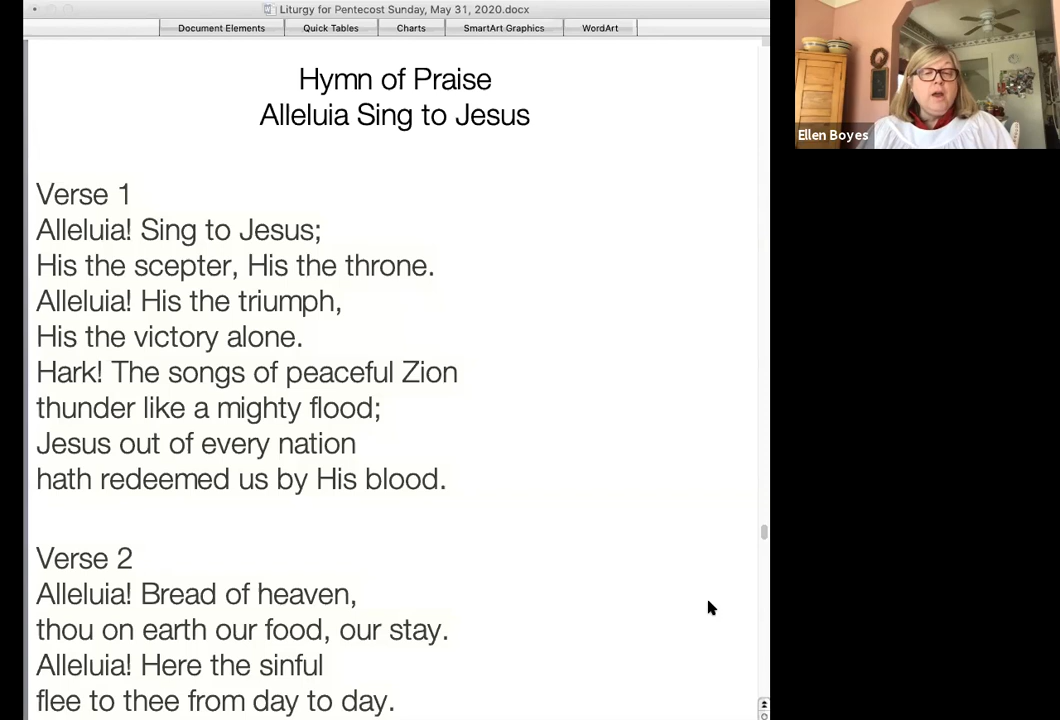 Liturgy for Pentecost Sunday, May 31, 2020.docx
Document Elements Quick Tables Charts SmartArt Graphics WordArt
Hymn of Praise
Alleluia Sing to Jesus
Verse 1
Alleluia! Sing to Jesus;
His the scepter, His the throne.
Alleluia! His the triumph,
His the victory alone.
Hark! The songs of peaceful Zion
thunder like a mighty flood;
Jesus out of every nation
hath redeemed us by His blood.
Verse 2
Alleluia! Bread of heaven,
thou on earth our food, our stay.
Alleluia! Here the sinful
flee to thee from day to day.
Ellen Boyes